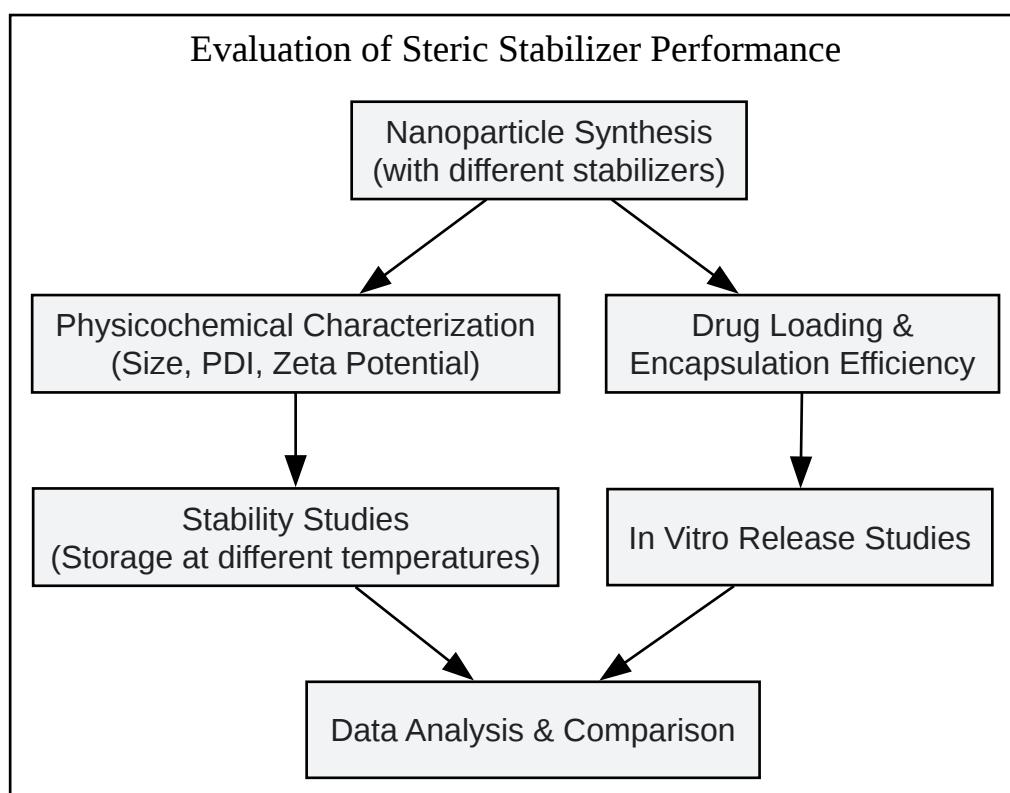 Evaluation of Steric Stabilizer Performance
Nanoparticle Synthesis
(with different stabilizers)
Physicochemical Characterization
(Size, PDI, Zeta Potential)
Drug Loading &
Encapsulation Efficiency
Stability Studies
(Storage at different temperatures)
In Vitro Release Studies
Data Analysis & Comparison